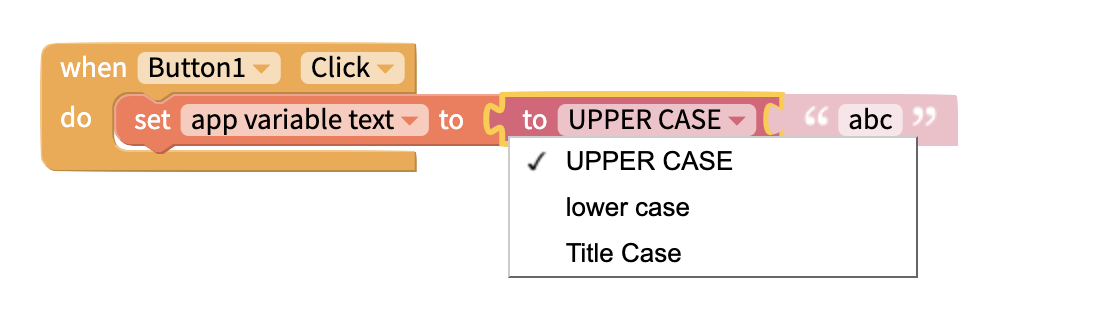 when Button1 Click
do set app variable text to to UPPER CASE “ abc ”
✓ UPPER CASE
lower case
Title Case